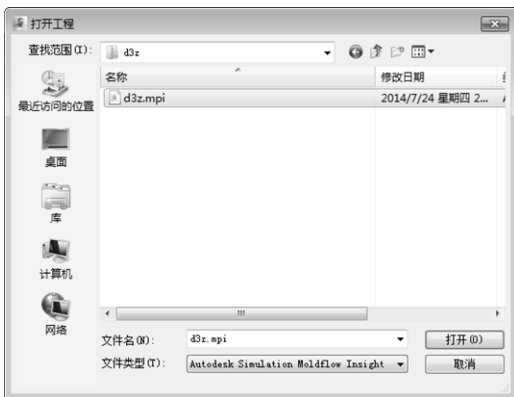 打开工程
查找范围(I):
d3z
名称
修改日期
d3z.mpi
2014/7/24 星期四 2...
最近访问的位置
桌面
库
计算机
网络
文件名(N):
d3z.mpi
打开(O)
文件类型(T):
Autodesk Simulation Moldflow Insight
取消